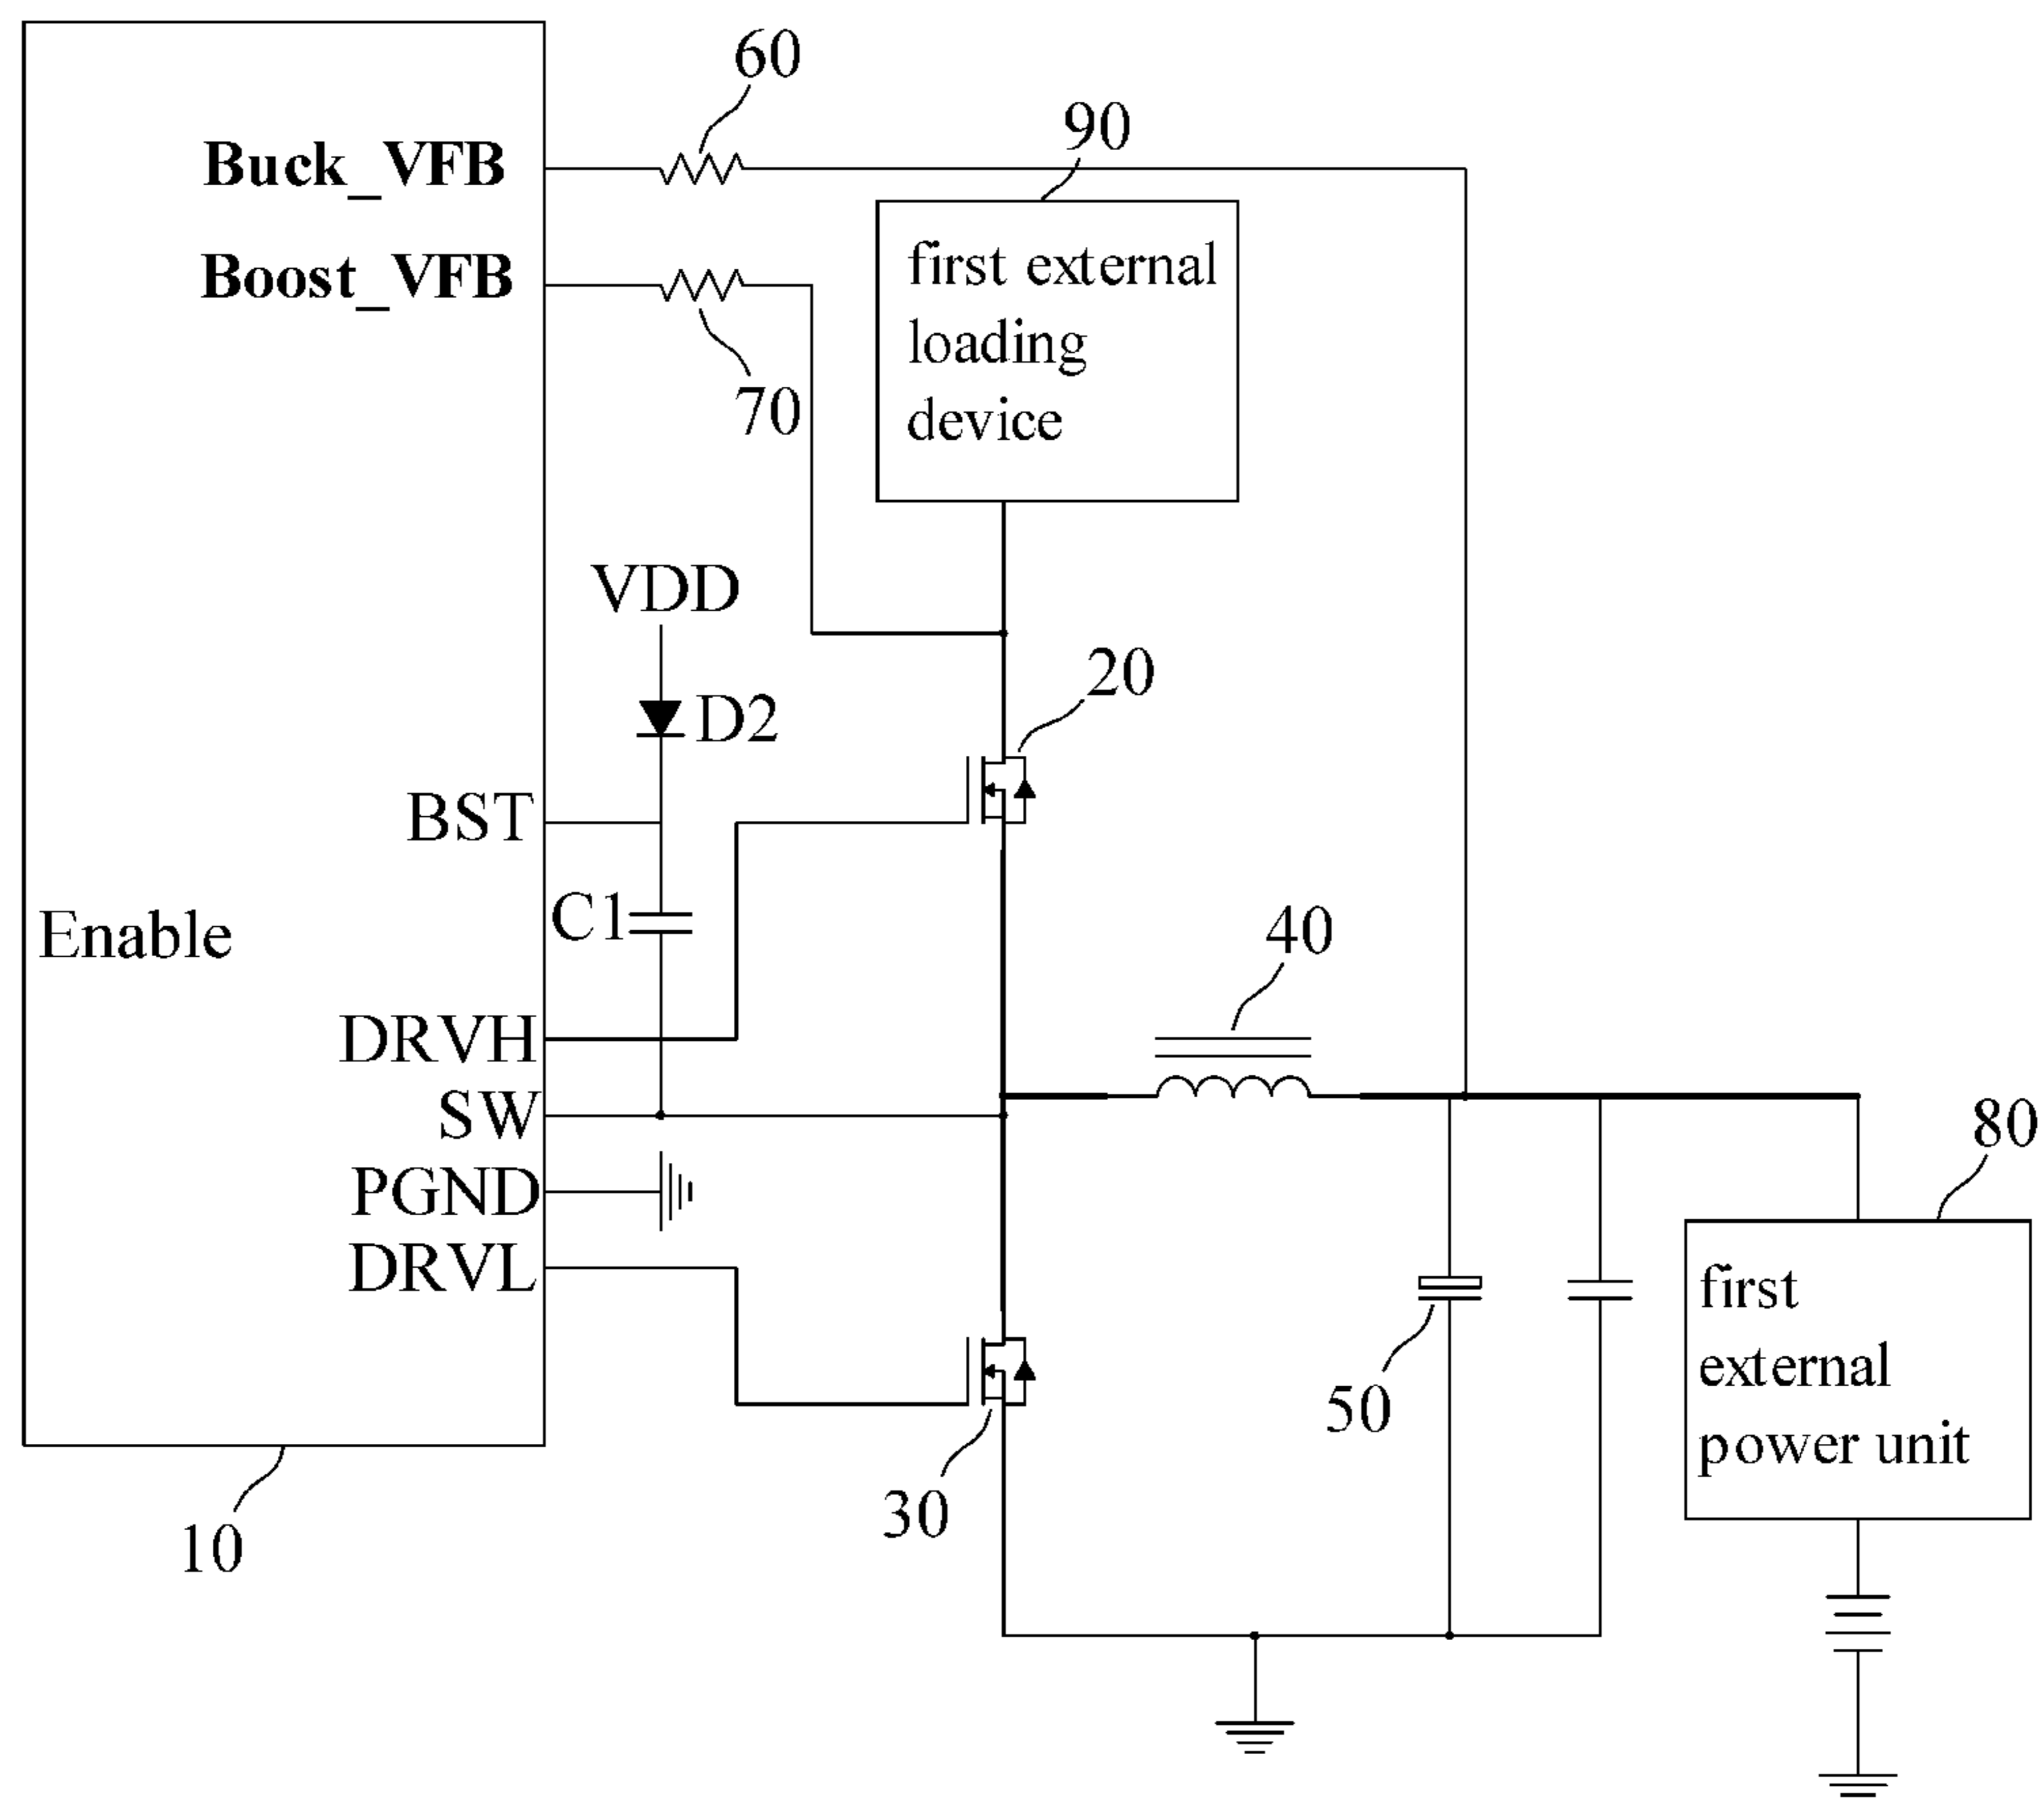 60
90
Buck_VFB
Boost_VFB
first external
loading
device
70
VDD
20
D2
BST
C1
Enable
40
DRVH
SW
80
PGND
DRVL
first
external
power unit
50
30
10